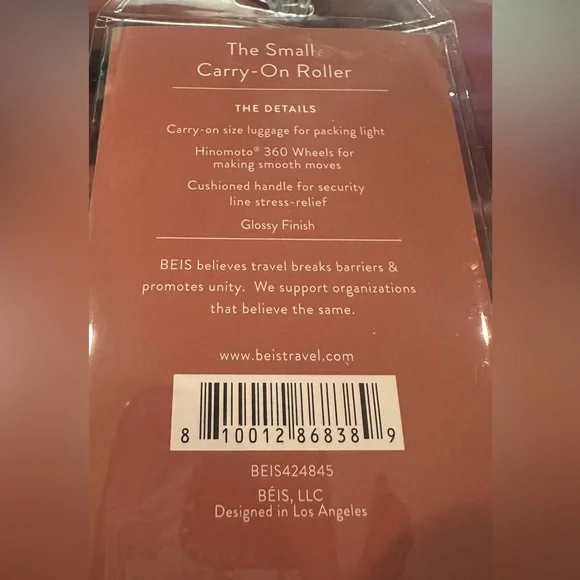 The Small
Carry-On Roller
THE DETAILS
Carry-on size luggage for packing light
Hinomoto® 360 Wheels for
making smooth moves
Cushioned handle for security
line stress-relief
Glossy Finish
BEIS believes travel breaks barriers &
promotes unity. We support organizations
that believe the same.
www.beistravel.com
8 10012 86838 9
BEIS424845
BÉIS, LLC
Designed in Los Angeles